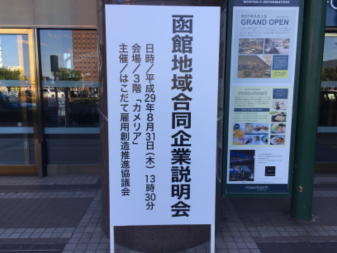 函館地域合同企業説明会
日時／平成29年8月31日(木) 13時30分
会場／3階「カメリア」
主催／はこだて雇用創造推進協議会
GRAND OPEN